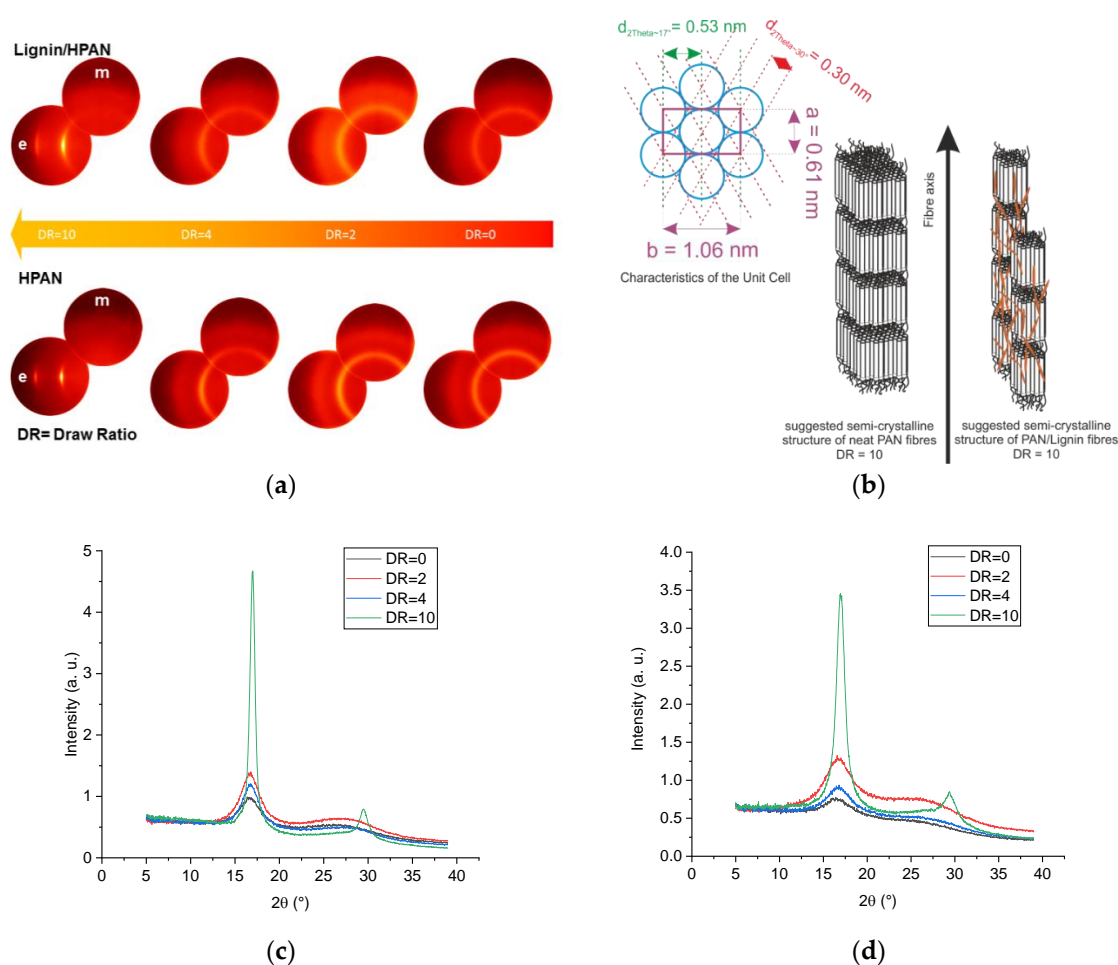 Lignin/HPAN
m
e
DR=10 DR=4 DR=2 DR=0
HPAN
m
e
DR= Draw Ratio
(a)
d2Theta~17°= 0.53 nm
d2Theta~30°= 0.30 nm
a = 0.61 nm
b = 1.06 nm
Characteristics of the Unit Cell
Fibre axis
suggested semi-crystalline
structure of neat PAN fibres
DR = 10
suggested semi-crystalline
structure of PAN/Lignin fibres
DR = 10
(b)
5
4
3
2
1
0
Intensity (a. u.)
DR=0
DR=2
DR=4
DR=10
0 5 10 15 20 25 30 35 40
2θ (°)
(c)
4.0
3.5
3.0
2.5
2.0
1.5
1.0
0.5
0.0
Intensity (a. u.)
DR=0
DR=2
DR=4
DR=10
0 5 10 15 20 25 30 35 40
2θ (°)
(d)